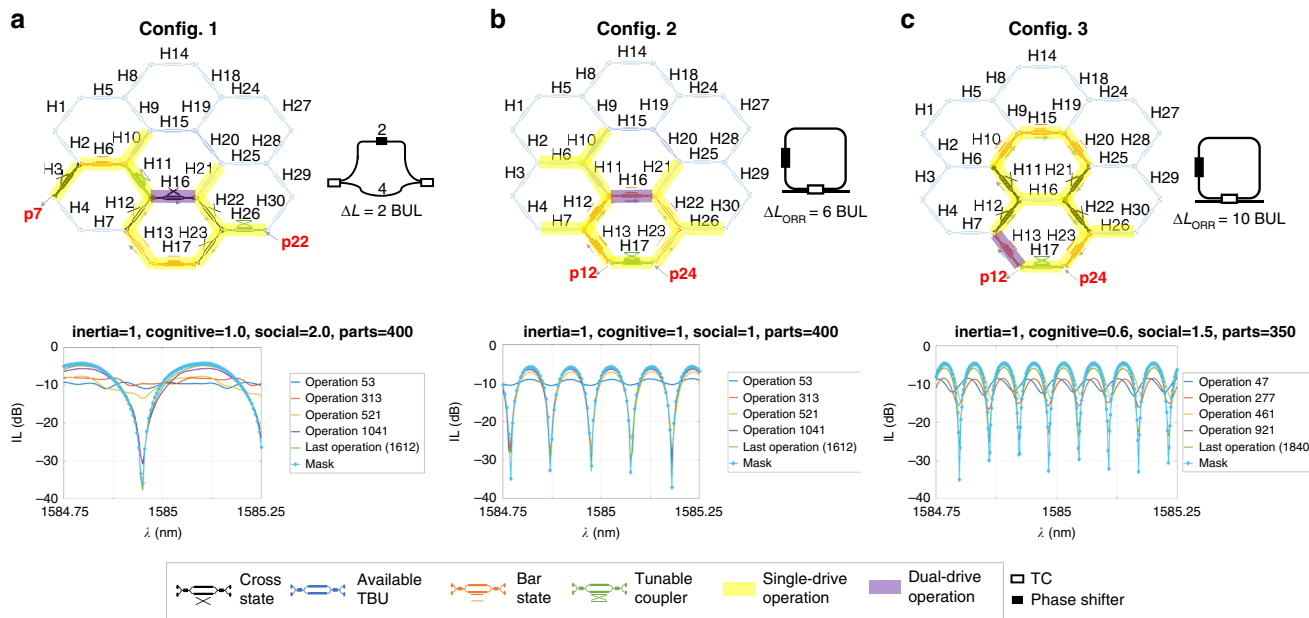 a
Config. 1
H14
H8
H18
H5
H24
H1
H9
H19
H27
H15
H10
H2
H20
H28
H6
H25
H3
H11
H21
H16
H29
H4
H12
H22
H30
H7
H26
p7
H13
H23
H17
p22
2
4
ΔL = 2 BUL
b
Config. 2
H14
H8
H18
H5
H24
H1
H9
H19
H27
H15
H10
H2
H20
H28
H6
H25
H3
H11
H21
H16
H29
H4
H12
H22
H30
H7
H26
H13
H23
H17
p12
p24
ΔL_ORR = 6 BUL
c
Config. 3
H14
H8
H18
H5
H24
H1
H9
H19
H27
H15
H10
H2
H20
H28
H6
H25
H3
H11
H21
H16
H29
H4
H12
H22
H30
H7
H26
H13
H23
H17
p12
p24
ΔL_ORR = 10 BUL
inertia=1, cognitive=1.0, social=2.0, parts=400
0
–10
–20
–30
–40
IL (dB)
1584.75
1585
1585.25
λ (nm)
Operation 53
Operation 313
Operation 521
Operation 1041
Last operation (1612)
Mask
inertia=1, cognitive=1, social=1, parts=400
0
–10
–20
–30
–40
IL (dB)
1584.75
1585
1585.25
λ (nm)
Operation 53
Operation 313
Operation 521
Operation 1041
Last operation (1612)
Mask
inertia=1, cognitive=0.6, social=1.5, parts=350
0
–10
–20
–30
–40
IL (dB)
1584.75
1585
1585.25
λ (nm)
Operation 47
Operation 277
Operation 461
Operation 921
Last operation (1840
Mask
Cross
state
Available
TBU
Bar
state
Tunable
coupler
Single-drive
operation
Dual-drive
operation
TC
Phase shifter